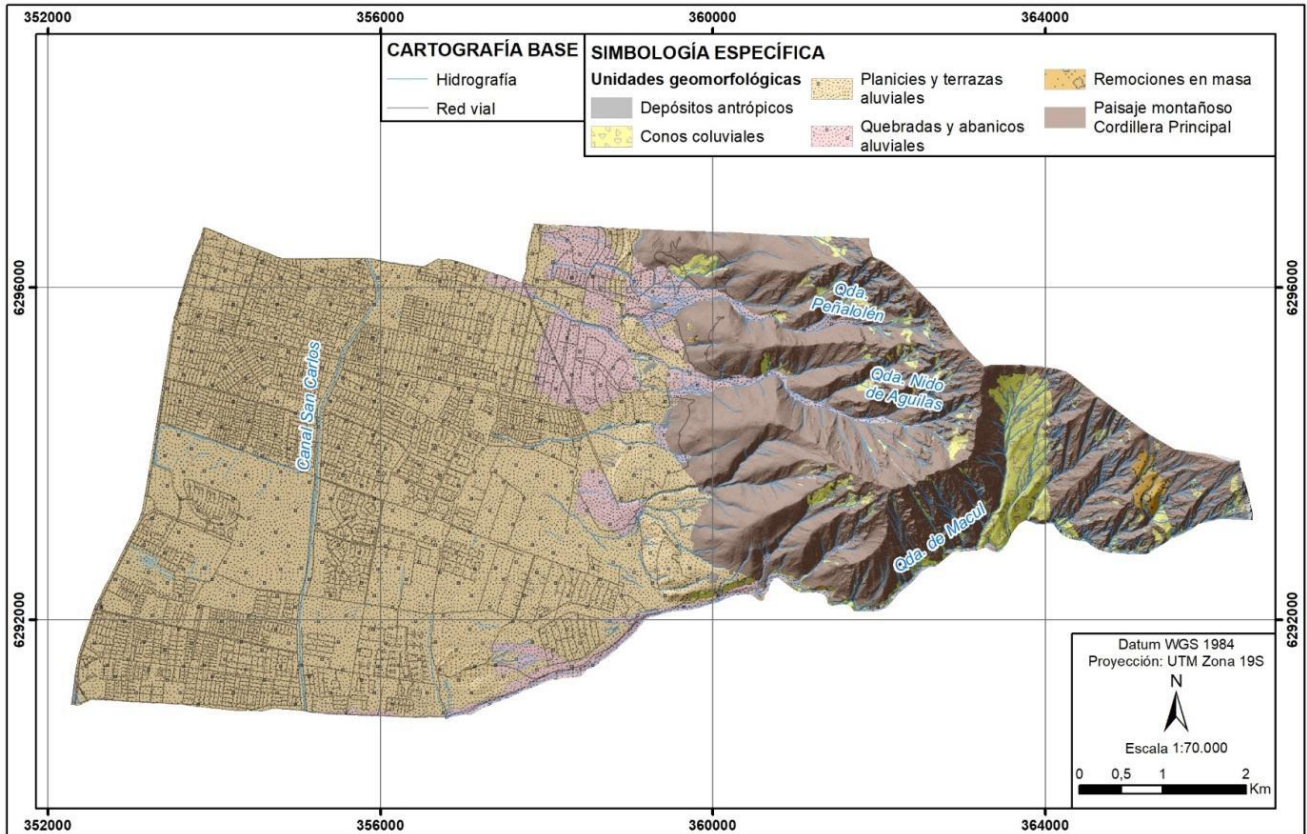 352000
356000
360000
364000
CARTOGRAFÍA BASE
Hidrografía
Red vial
SIMBOLOGÍA ESPECÍFICA
Unidades geomorfológicas
Depósitos antrópicos
Conos coluviales
Planicies y terrazas
aluviales
Quebradas y abanicos
aluviales
Remociones en masa
Paisaje montañoso
Cordillera Principal
6296000
6296000
Qda.
Peñalolén
Qda. Nido
de Aguilas
Canal San Carlos
Qda. de Macul
6292000
6292000
Datum WGS 1984
Proyección: UTM Zona 19S
N
Escala 1:70.000
0 0,5 1 2
Km
352000
356000
360000
364000